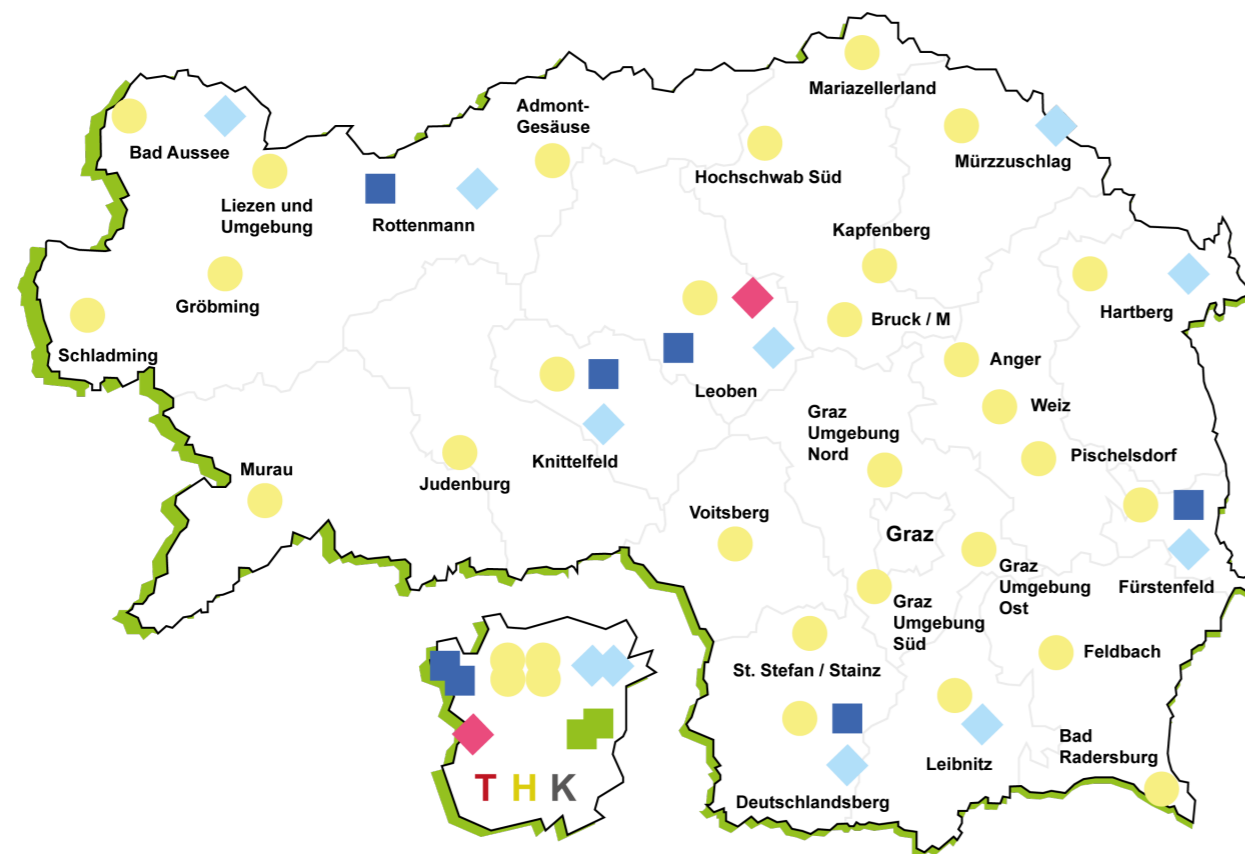 Mariazellerland
Admont-
Gesäuse
Bad Aussee
Mürzzuschlag
Hochschwab Süd
Liezen und
Umgebung
Rottenmann
Kapfenberg
Gröbming
Hartberg
Bruck / M
Schladming
Anger
Leoben
Weiz
Graz
Umgebung
Nord
Pischelsdorf
Knittelfeld
Murau
Judenburg
Voitsberg
Graz
Graz
Umgebung
Ost
Fürstenfeld
Graz
Umgebung
Süd
Feldbach
St. Stefan / Stainz
Bad
Radersburg
Leibnitz
T H K
Deutschlandsberg